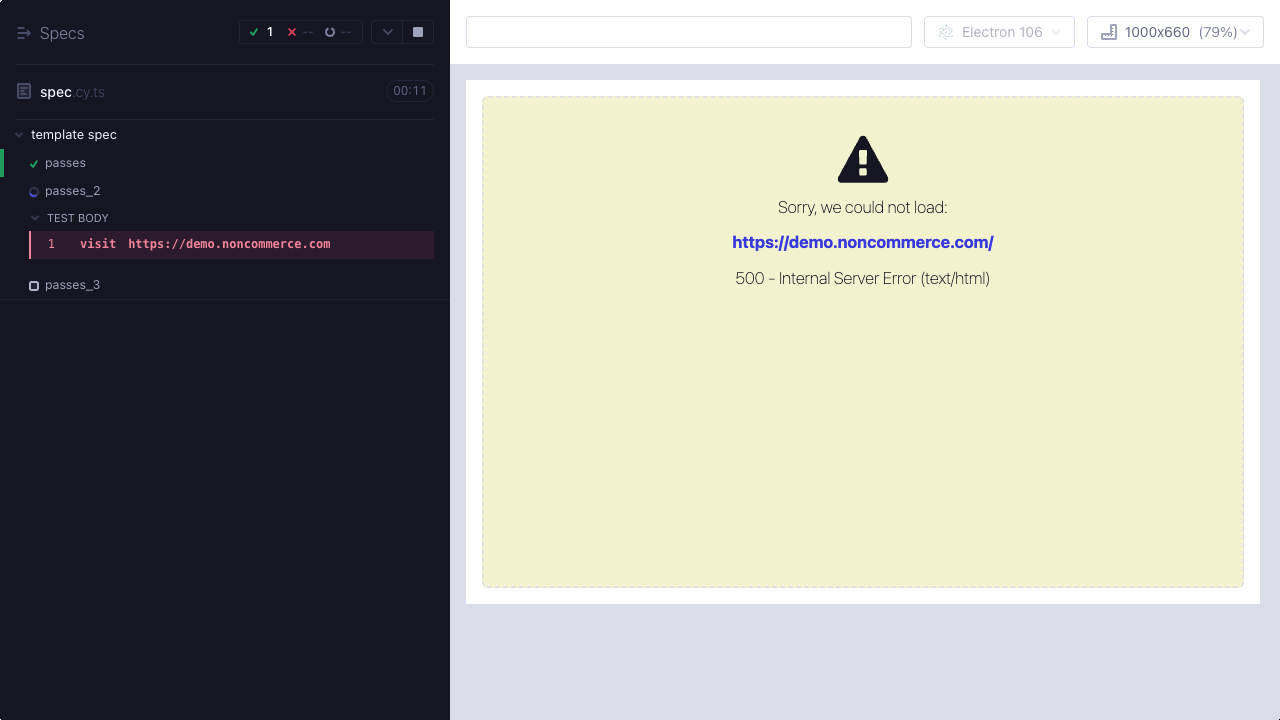 Specs
1 -- --
spec.cy.ts
00:11
template spec
passes
passes_2
TEST BODY
1 visit https://demo.noncommerce.com
passes_3
Electron 106
1000x660 (79%)
Sorry, we could not load:
https://demo.noncommerce.com/
500 - Internal Server Error (text/html)